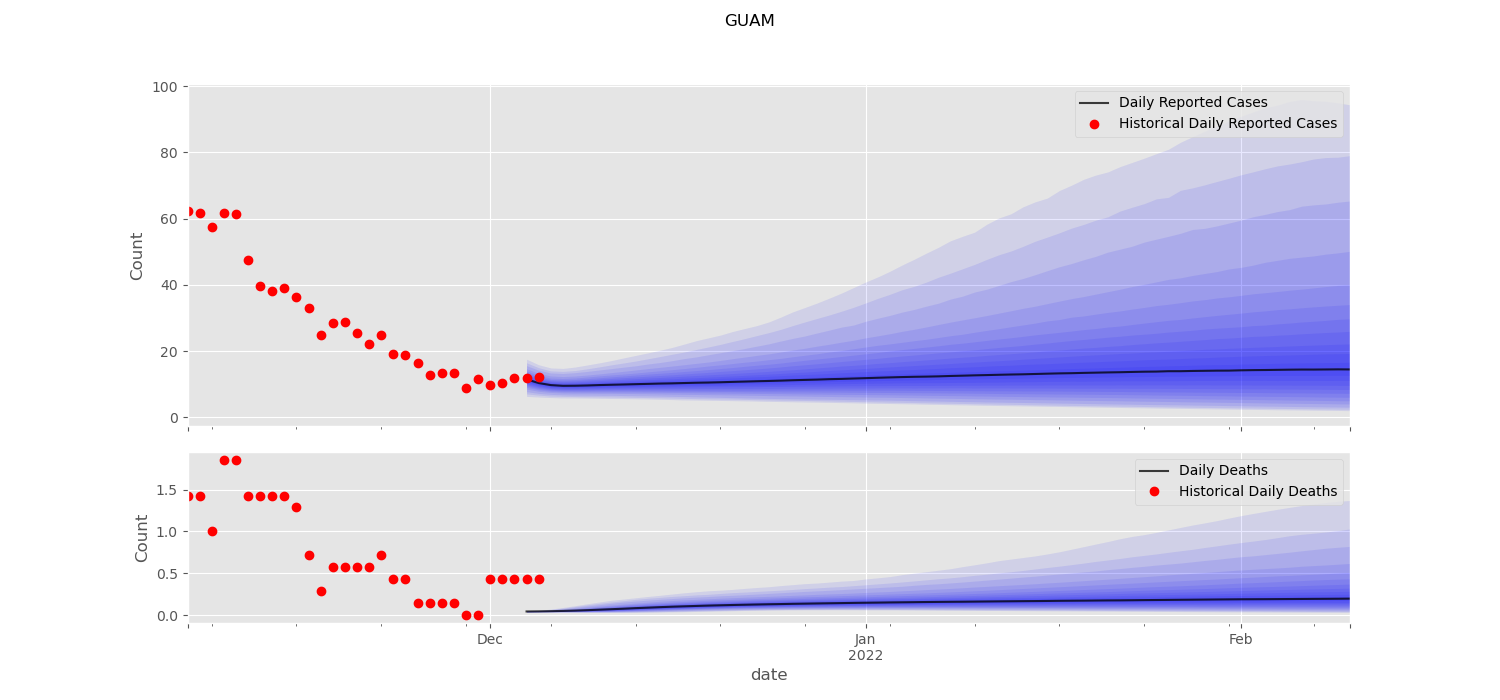 GUAM
100
80
60
40
20
0
Count
Daily Reported Cases
Historical Daily Reported Cases
1.5
1.0
0.5
0.0
Count
Daily Deaths
Historical Daily Deaths
Dec
Jan
2022
Feb
date